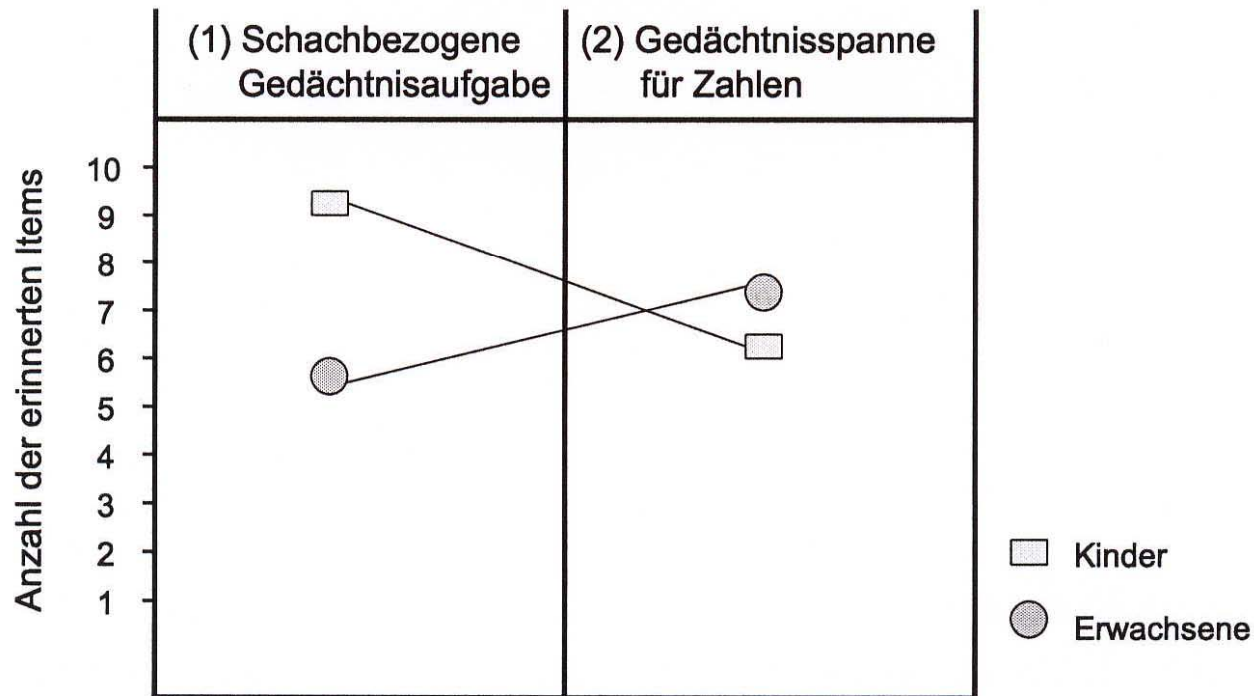 (1) Schachbezogene
Gedächtnisaufgabe
(2) Gedächtnisspanne
für Zahlen
Anzahl der erinnerten Items
10
9
8
7
6
5
4
3
2
1
Kinder
Erwachsene